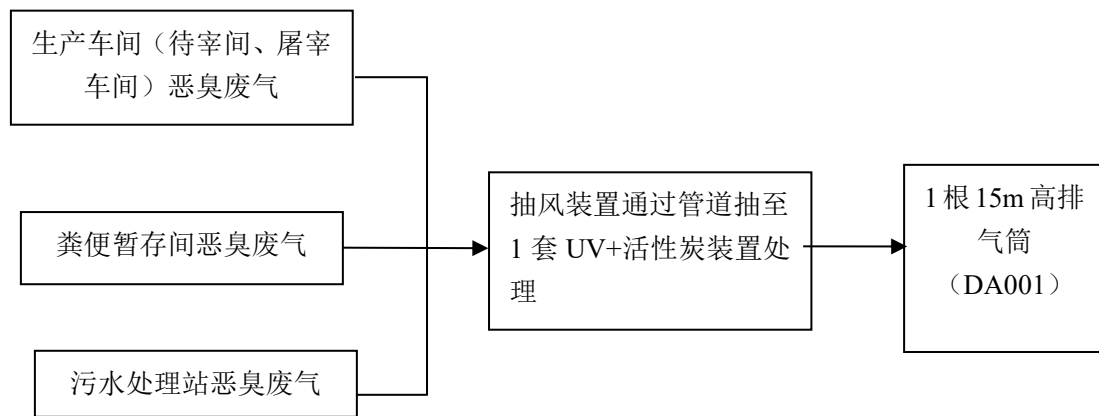 生产车间（待宰间、屠宰
车间）恶臭废气
粪便暂存间恶臭废气
污水处理站恶臭废气
抽风装置通过管道抽至
1 套 UV+活性炭装置处
理
1 根 15m 高排
气筒
（DA001）